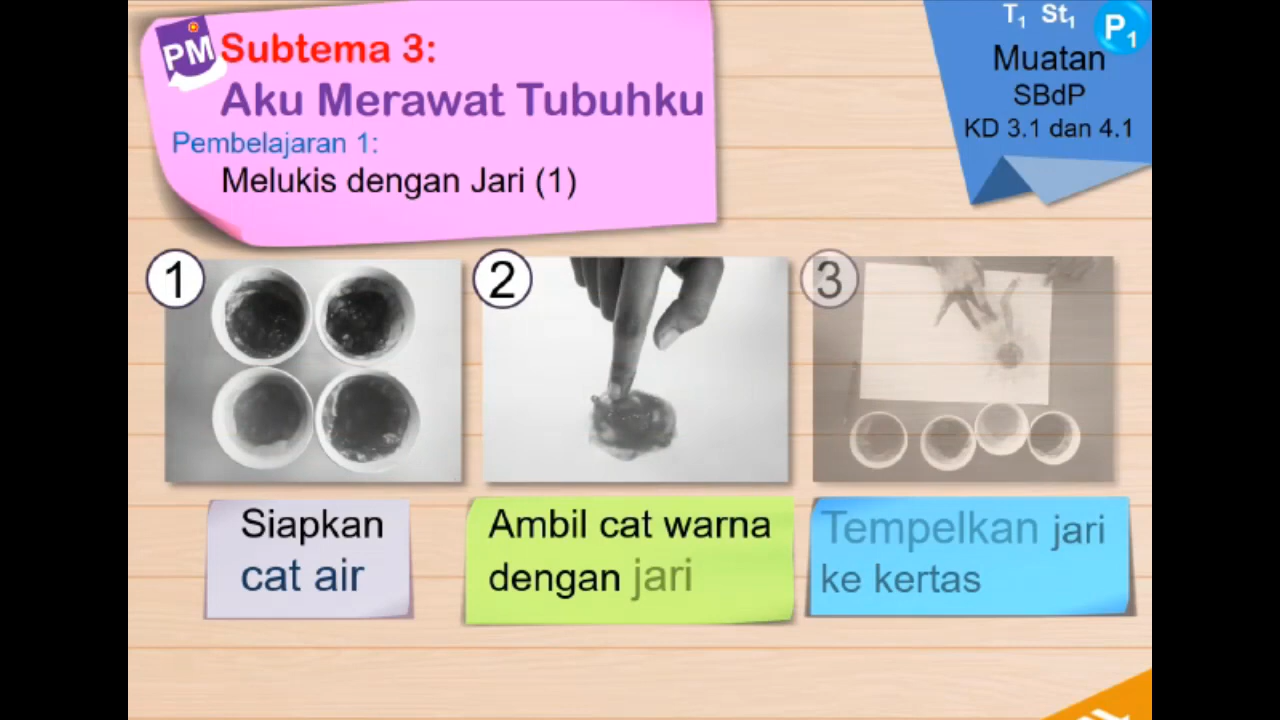 PM
Subtema 3:
Aku Merawat Tubuhku
Pembelajaran 1:
Melukis dengan Jari (1)
T1 St1 P1
Muatan
SBdP
KD 3.1 dan 4.1
1
2
3
Siapkan
cat air
Ambil cat warna
dengan jari
Tempelkan jari
ke kertas